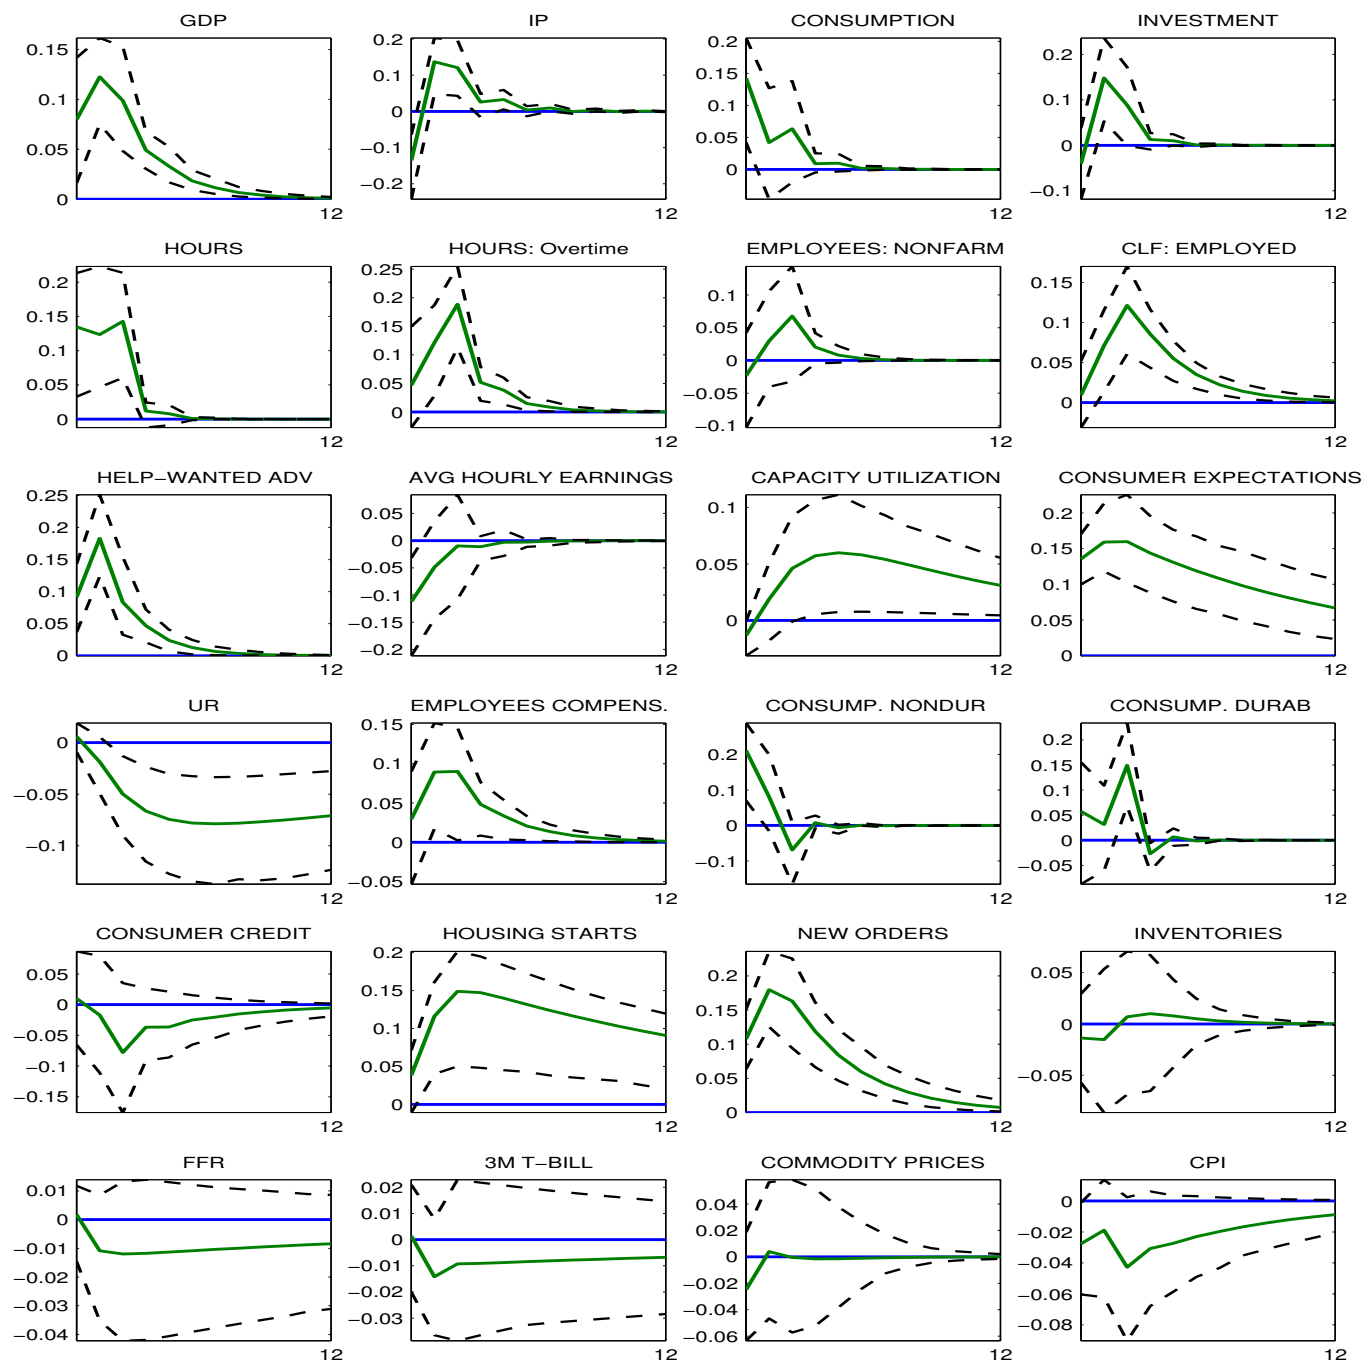 GDP IP CONSUMPTION INVESTMENT
0.15 0.1 0.05 0 12
0.2 0.1 0 −0.1 −0.2 12
0.2 0.15 0.1 0.05 0 12
0.2 0.1 0 −0.1 12
HOURS HOURS: Overtime EMPLOYEES: NONFARM CLF: EMPLOYED
0.2 0.15 0.1 0.05 0 12
0.25 0.2 0.15 0.1 0.05 0 12
0.1 0.05 0 −0.05 −0.1 12
0.15 0.1 0.05 0 12
HELP−WANTED ADV AVG HOURLY EARNINGS CAPACITY UTILIZATION CONSUMER EXPECTATIONS
0.25 0.2 0.15 0.1 0.05 0 12
0.05 0 −0.05 −0.1 −0.15 −0.2 12
0.1 0.05 0 12
0.2 0.15 0.1 0.05 0 12
UR EMPLOYEES COMPENS. CONSUMP. NONDUR CONSUMP. DURAB
0 −0.05 −0.1 12
0.15 0.1 0.05 0 −0.05 12
0.2 0.1 0 −0.1 12
0.2 0.15 0.1 0.05 0 −0.05 12
CONSUMER CREDIT HOUSING STARTS NEW ORDERS INVENTORIES
0.05 0 −0.05 −0.1 −0.15 12
0.2 0.15 0.1 0.05 0 12
0.2 0.15 0.1 0.05 0 12
0.05 0 −0.05 12
FFR 3M T−BILL COMMODITY PRICES CPI
0.01 0 −0.01 −0.02 −0.03 −0.04 12
0.02 0.01 0 −0.01 −0.02 −0.03 12
0.04 0.02 0 −0.02 −0.04 −0.06 12
0 −0.02 −0.04 −0.06 −0.08 12